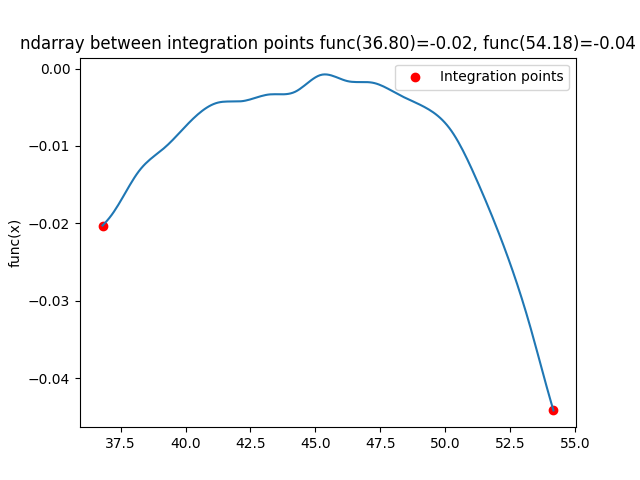 ndarray between integration points func(36.80)=-0.02, func(54.18)=-0.04
Integration points
0.00
−0.01
−0.02
−0.03
−0.04
func(x)
37.5 40.0 42.5 45.0 47.5 50.0 52.5 55.0